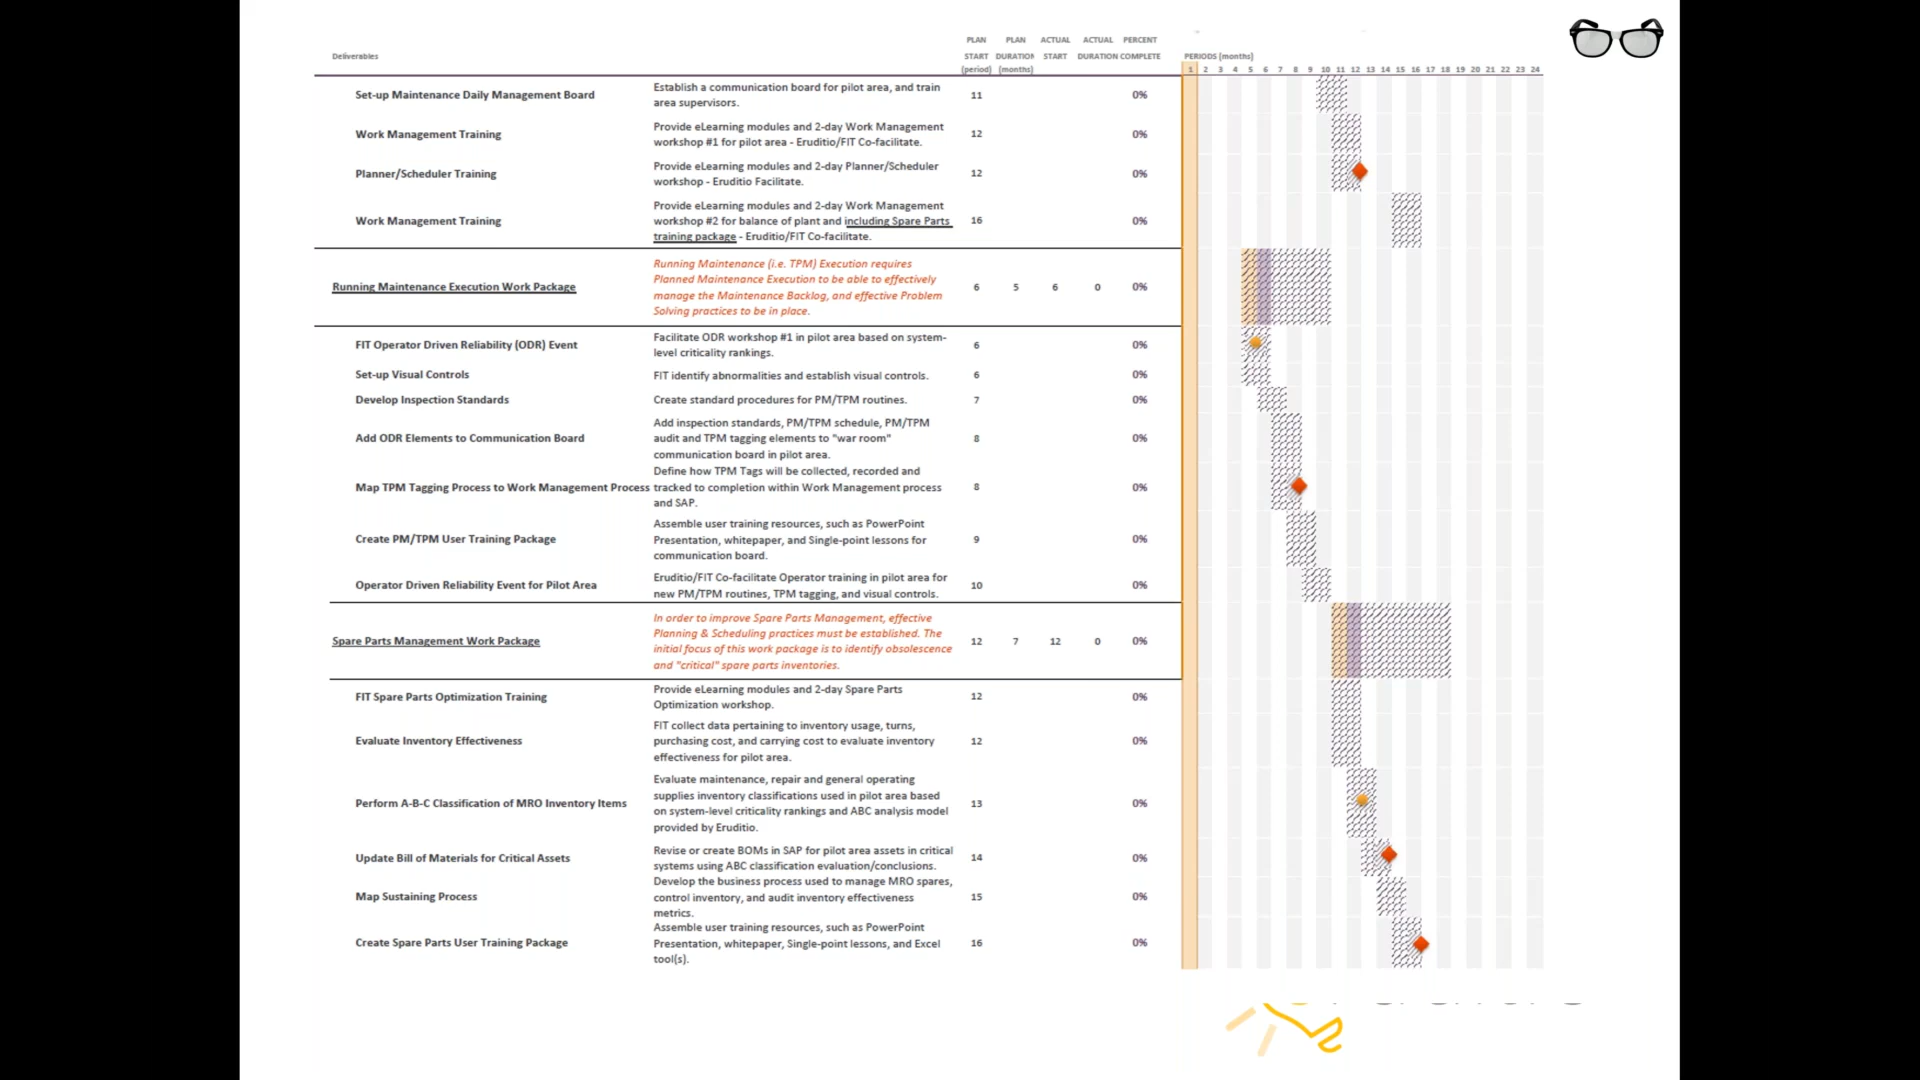 PLAN PLAN ACTUAL ACTUAL PERCENT
Deliverables START DURATION START DURATION COMPLETE PERIODS (months)
(period) (months) 1 2 3 4 5 6 7 8 9 10 11 12 13 14 15 16 17 18 19 20 21 22 23 24
Set-up Maintenance Daily Management Board Establish a communication board for pilot area, and train 11 0%
area supervisors.
Work Management Training Provide eLearning modules and 2-day Work Management 12 0%
workshop #1 for pilot area - Eruditio/FIT Co-facilitate.
Planner/Scheduler Training Provide eLearning modules and 2-day Planner/Scheduler 12 0%
workshop - Eruditio Facilitate.
Provide eLearning modules and 2-day Work Management
Work Management Training workshop #2 for balance of plant and including Spare Parts 16 0%
training package - Eruditio/FIT Co-facilitate.
Running Maintenance (i.e. TPM) Execution requires
Running Maintenance Execution Work Package Planned Maintenance Execution to be able to effectively 6 5 6 0 0%
manage the Maintenance Backlog, and effective Problem
Solving practices to be in place.
FIT Operator Driven Reliability (ODR) Event Facilitate ODR workshop #1 in pilot area based on system- 6 0%
level criticality rankings.
Set-up Visual Controls FIT identify abnormalities and establish visual controls. 6 0%
Develop Inspection Standards Create standard procedures for PM/TPM routines. 7 0%
Add inspection standards, PM/TPM schedule, PM/TPM
Add ODR Elements to Communication Board audit and TPM tagging elements to "war room" 8 0%
communication board in pilot area.
Define how TPM Tags will be collected, recorded and
Map TPM Tagging Process to Work Management Process tracked to completion within Work Management process 8 0%
and SAP.
Assemble user training resources, such as PowerPoint
Create PM/TPM User Training Package Presentation, whitepaper, and Single-point lessons for 9 0%
communication board.
Operator Driven Reliability Event for Pilot Area Eruditio/FIT Co-facilitate Operator training in pilot area for 10 0%
new PM/TPM routines, TPM tagging, and visual controls.
In order to improve Spare Parts Management, effective
Spare Parts Management Work Package Planning & Scheduling practices must be established. The 12 7 12 0 0%
initial focus of this work package is to identify obsolescence
and "critical" spare parts inventories.
FIT Spare Parts Optimization Training Provide eLearning modules and 2-day Spare Parts 12 0%
Optimization workshop.
FIT collect data pertaining to inventory usage, turns,
Evaluate Inventory Effectiveness purchasing cost, and carrying cost to evaluate inventory 12 0%
effectiveness for pilot area.
Evaluate maintenance, repair and general operating
Perform A-B-C Classification of MRO Inventory Items supplies inventory classifications used in pilot area based 13 0%
on system-level criticality rankings and ABC analysis model
provided by Eruditio.
Update Bill of Materials for Critical Assets Revise or create BOMs in SAP for pilot area assets in critical 14 0%
systems using ABC classification evaluation/conclusions.
Develop the business process used to manage MRO spares,
Map Sustaining Process control inventory, and audit inventory effectiveness 15 0%
metrics.
Assemble user training resources, such as PowerPoint
Create Spare Parts User Training Package Presentation, whitepaper, Single-point lessons, and Excel 16 0%
tool(s).